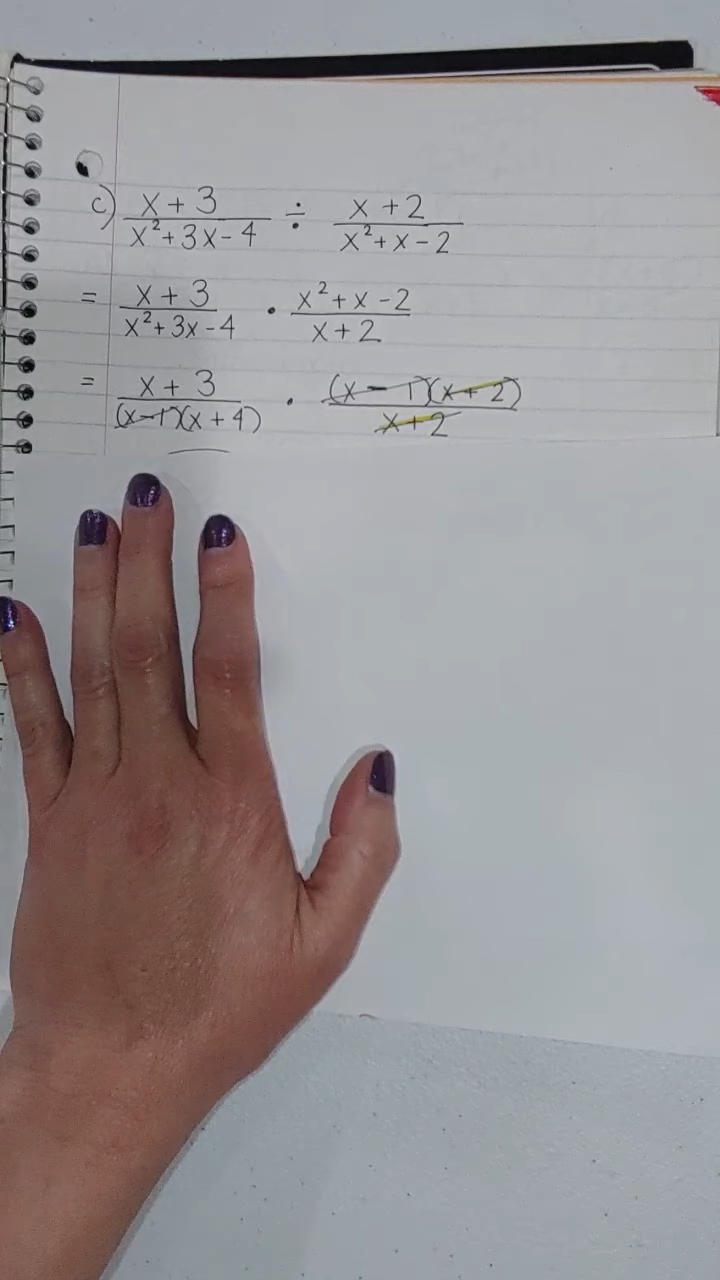 c) (x + 3)/(x² + 3x - 4) ÷ (x + 2)/(x² + x - 2)
= (x + 3)/(x² + 3x - 4) · (x² + x - 2)/(x + 2)
= (x + 3)/((x - 1)(x + 4)) · ((x - 1)(x + 2))/(x + 2)